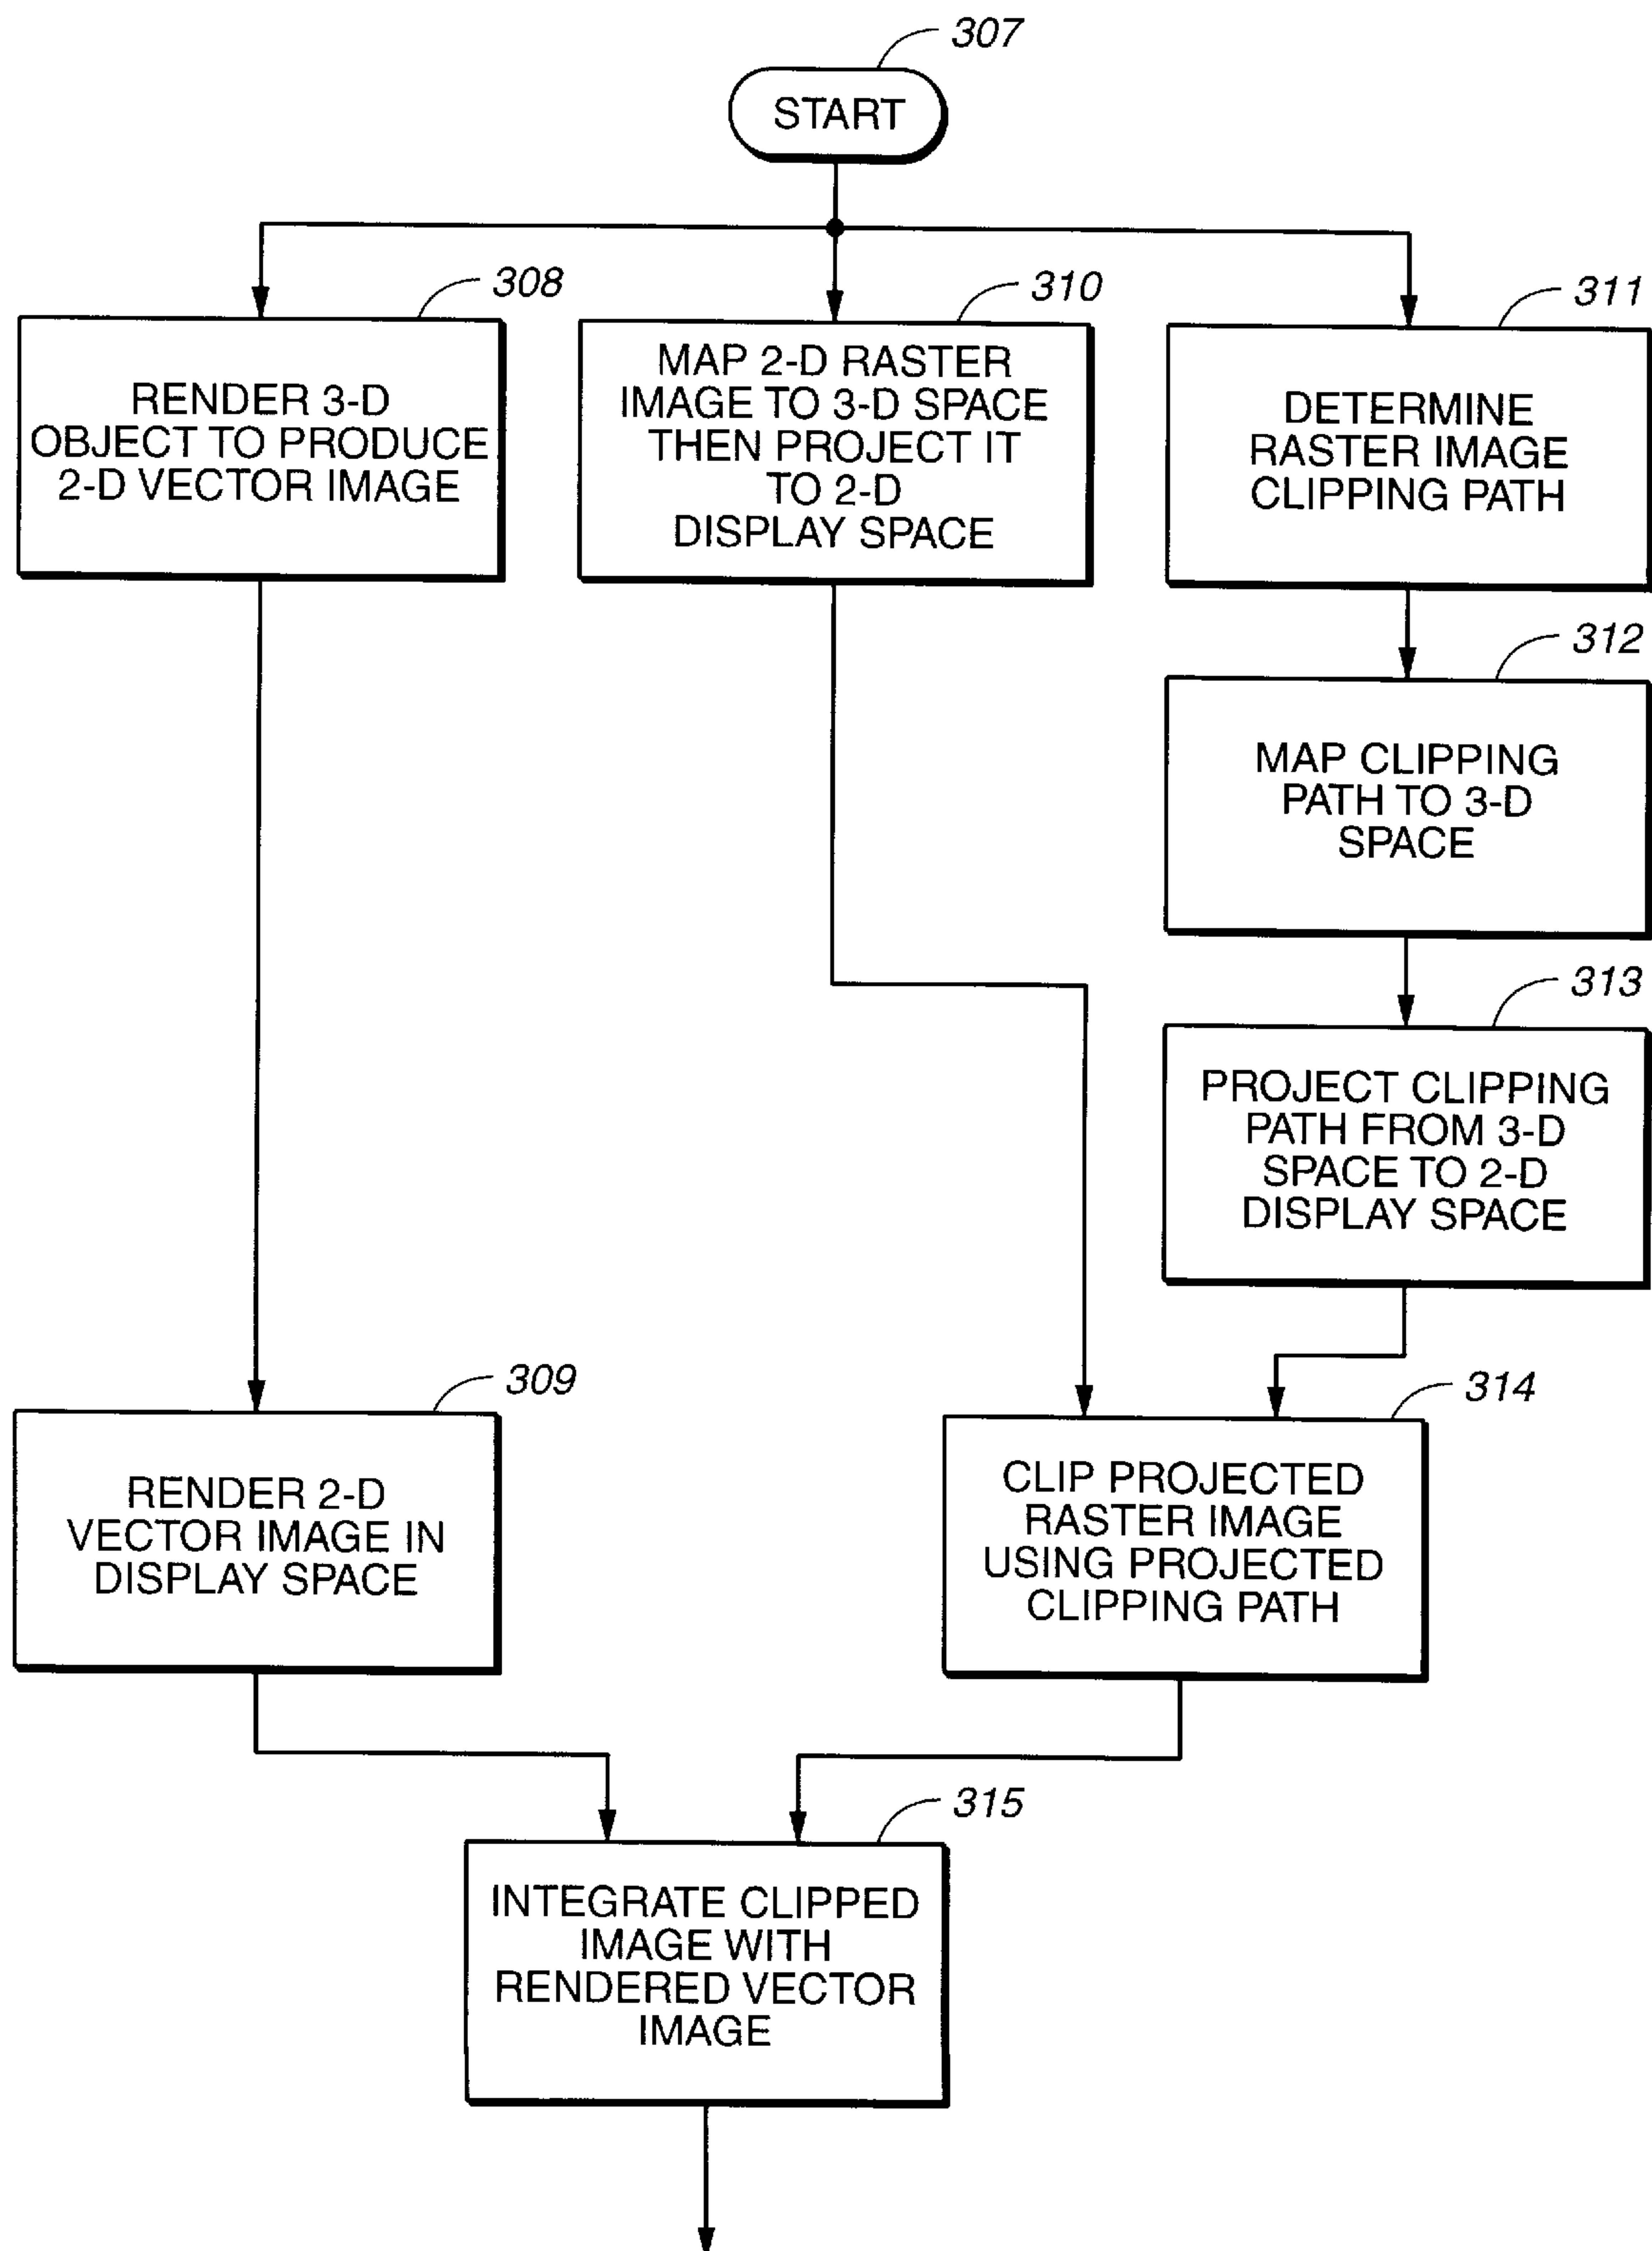 307
START
308
RENDER 3-D
OBJECT TO PRODUCE
2-D VECTOR IMAGE
310
MAP 2-D RASTER
IMAGE TO 3-D SPACE
THEN PROJECT IT
TO 2-D
DISPLAY SPACE
311
DETERMINE
RASTER IMAGE
CLIPPING PATH
312
MAP CLIPPING
PATH TO 3-D
SPACE
313
PROJECT CLIPPING
PATH FROM 3-D
SPACE TO 2-D
DISPLAY SPACE
309
RENDER 2-D
VECTOR IMAGE IN
DISPLAY SPACE
314
CLIP PROJECTED
RASTER IMAGE
USING PROJECTED
CLIPPING PATH
315
INTEGRATE CLIPPED
IMAGE WITH
RENDERED VECTOR
IMAGE